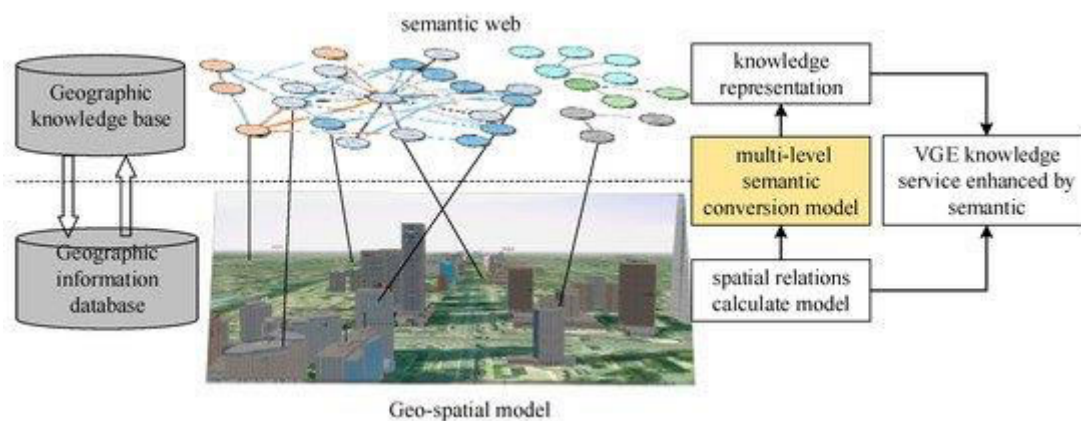 semantic web
Geographic
knowledge base
Geographic
information
database
Geo-spatial model
knowledge
representation
multi-level
semantic
conversion model
spatial relations
calculate model
VGE knowledge
service enhanced by
semantic